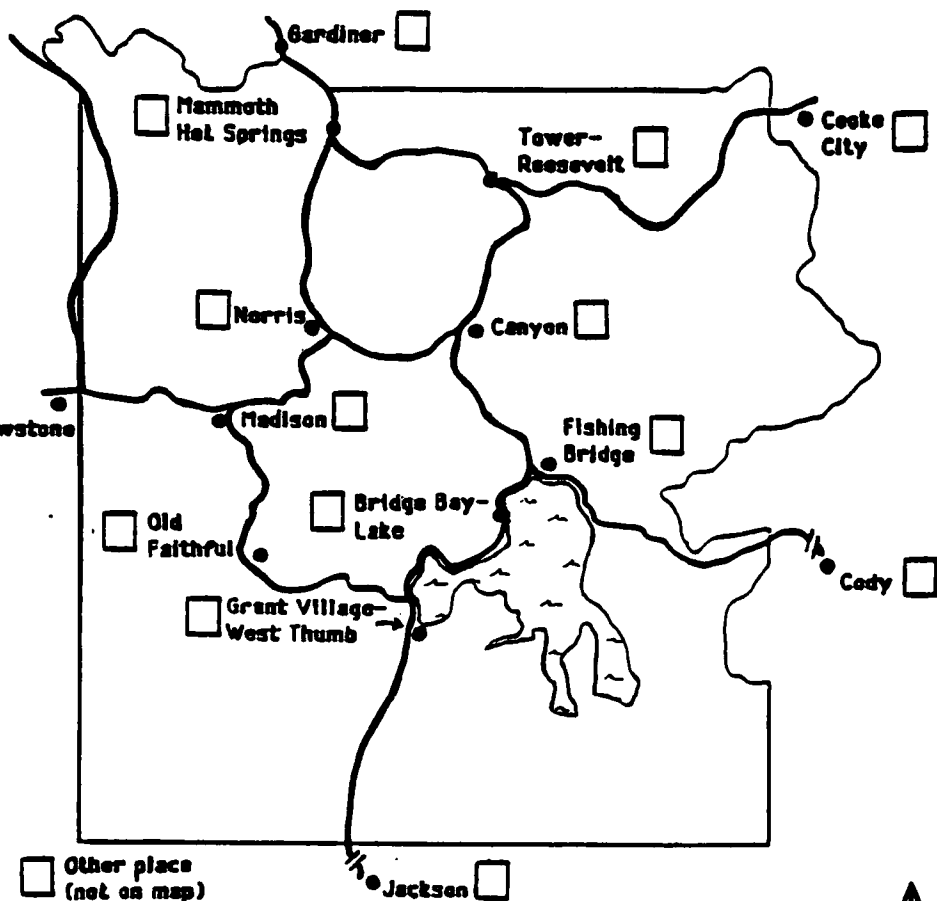 Gardiner
Mammoth
Hot Springs
Tower-
Roosevelt
Cooke
City
Norris
Canyon
wstone
Madison
Fishing
Bridge
Bridge Bay-
Lake
Old
Faithful
Cody
Grant Village-
West Thumb
Other place
(not on map)
Jackson